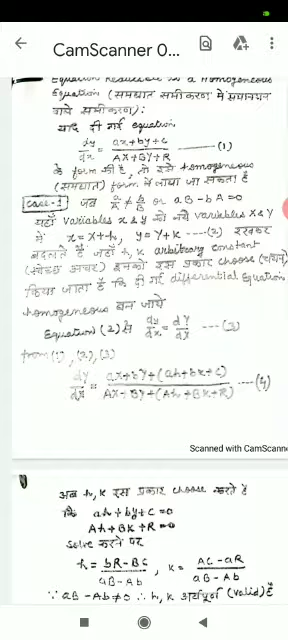 CamScanner 0...
Equation Reducible to a Homogeneous
Equation (समघात समीकरण में समानयन
वाले समीकरण):
यदि दी गई equation
dy/dx = ax+by+c / AX+BY+R --- (1)
के form की है, तो इसे homogeneous
(समघात) form में लाया जा सकता है
Case-I जब a/A ≠ b/B or aB-bA=0
यहाँ variables x & y को नये variables X & Y
में x=X+h, y=Y+k ---(2) रखकर
बदलते हैं जहाँ h, k arbitrary constant
(स्वेच्छ अचर) इनको इस प्रकार choose (चयन)
किया जाता है कि दी गई differential Equation
homogeneous बन जाये
Equation (2) से dy/dx = dY/dX --- (3)
from (1), (2), (3)
dY/dX = aX+bY+(ah+bk+c) / AX+BY+(Ah+Bk+R) ---(4)
Scanned with CamScanne
अब h, k इस प्रकार choose करते हैं
कि ah+by+c=0
Ah+BK+R=0
solve करने पर
h = bR-BC / aB-Ab, k = AC-aR / aB-Ab
∵ aB-Ab≠0 ∴ h, k अर्थपूर्ण (valid) हैं